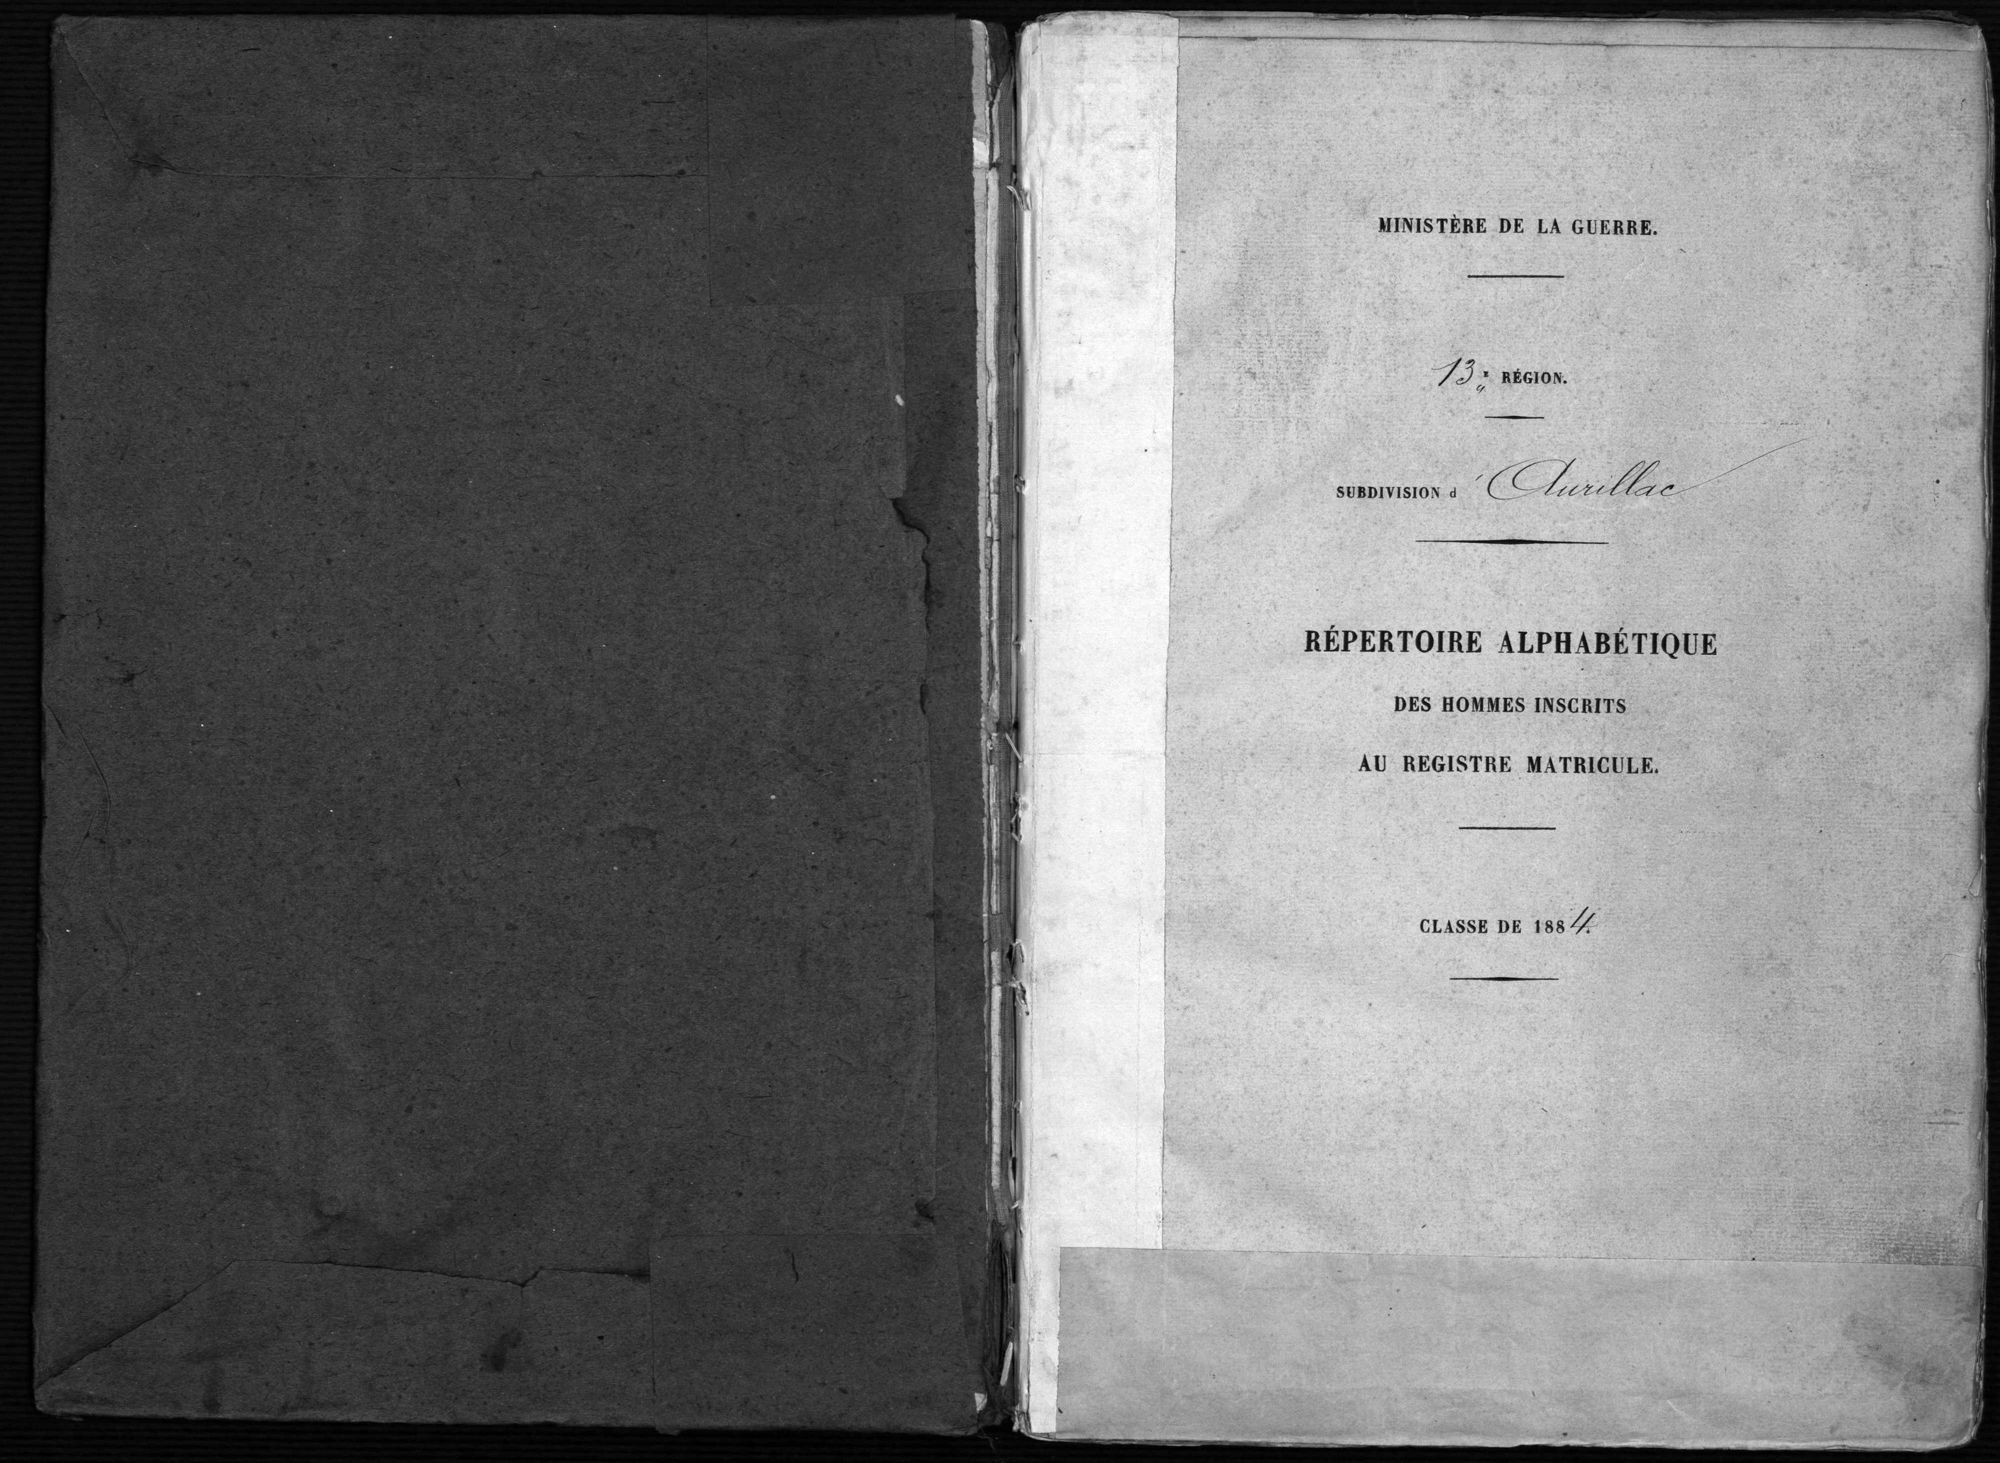 MINISTÈRE DE LA GUERRE.
13e RÉGION.
SUBDIVISION d'Aurillac
RÉPERTOIRE ALPHABÉTIQUE
DES HOMMES INSCRITS
AU REGISTRE MATRICULE.
CLASSE DE 1884.